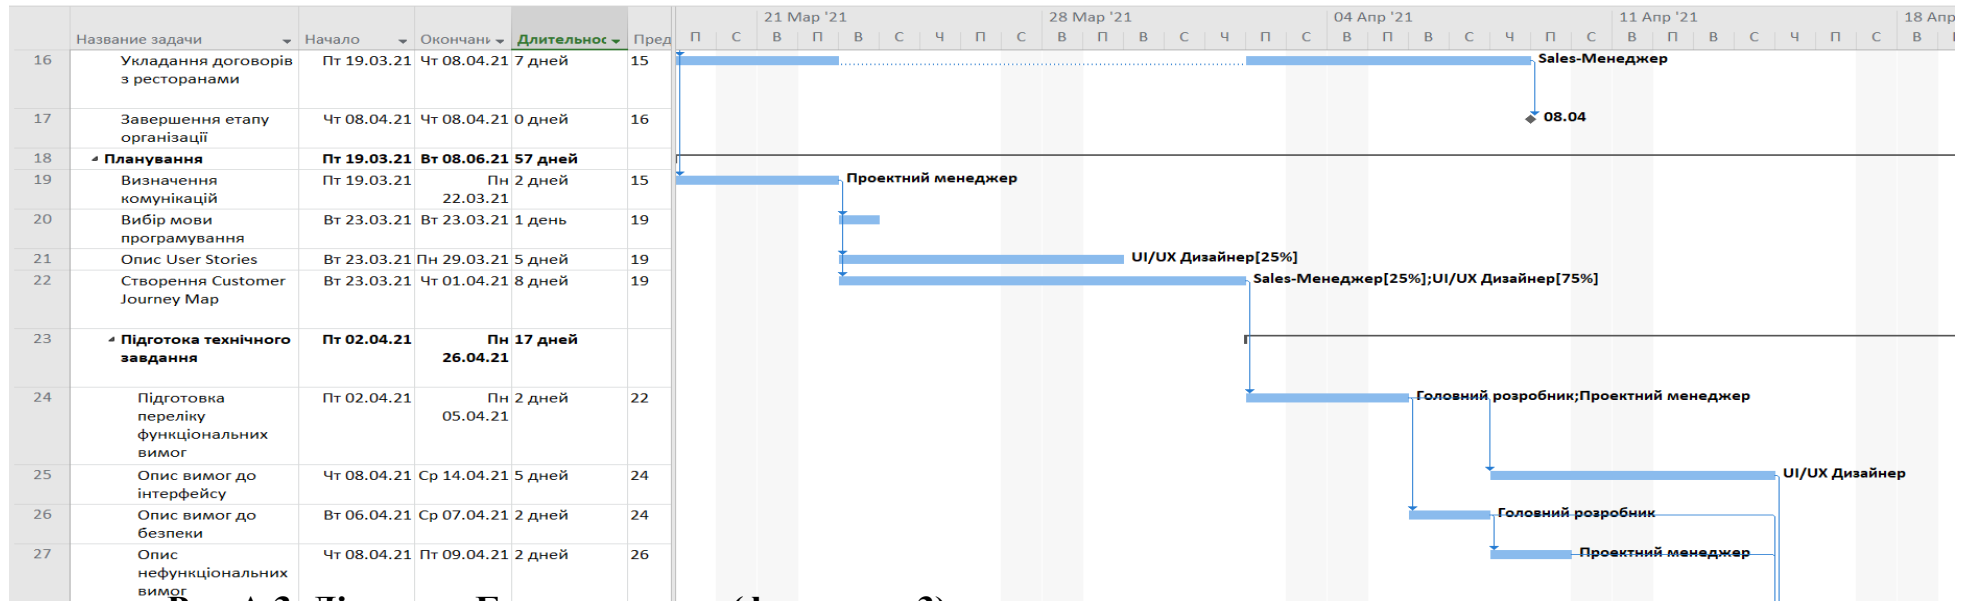 21 Мар '21 28 Мар '21 04 Апр '21 11 Апр '21 18 Апр
Название задачи Начало Окончани Длительнос Пред П С В П В С Ч П С В П В С Ч П С В П В С Ч П С В П В С Ч П С В
16 Укладання договорів Пт 19.03.21 Чт 08.04.21 7 дней 15 Sales-Менеджер
з ресторанами
17 Завершення етапу Чт 08.04.21 Чт 08.04.21 0 дней 16 08.04
організації
18 Планування Пт 19.03.21 Вт 08.06.21 57 дней
19 Визначення Пт 19.03.21 Пн 2 дней 15 Проектний менеджер
комунікацій 22.03.21
20 Вибір мови Вт 23.03.21 Вт 23.03.21 1 день 19
програмування
21 Опис User Stories Вт 23.03.21 Пн 29.03.21 5 дней 19 UI/UX Дизайнер[25%]
22 Створення Customer Вт 23.03.21 Чт 01.04.21 8 дней 19 Sales-Менеджер[25%];UI/UX Дизайнер[75%]
Journey Map
23 Підготока технічного Пт 02.04.21 Пн 17 дней
завдання 26.04.21
24 Підготовка Пт 02.04.21 Пн 2 дней 22 Головний розробник;Проектний менеджер
переліку 05.04.21
функціональних
вимог
25 Опис вимог до Чт 08.04.21 Ср 14.04.21 5 дней 24 UI/UX Дизайнер
інтерфейсу
26 Опис вимог до Вт 06.04.21 Ср 07.04.21 2 дней 24 Головний розробник
безпеки
27 Опис Чт 08.04.21 Пт 09.04.21 2 дней 26 Проектний менеджер
нефункціональних
вимог